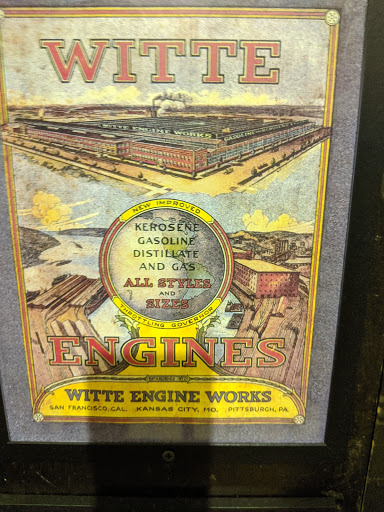 WITTE
WITTE ENGINE WORKS
NEW IMPROVED
KEROSENE
GASOLINE
DISTILLATE
AND GAS
ALL STYLES
AND
SIZES
THROTTLING GOVERNOR
ENGINES
WITTE ENGINE WORKS
SAN FRANCISCO, CAL. KANSAS CITY, MO. PITTSBURGH, PA.